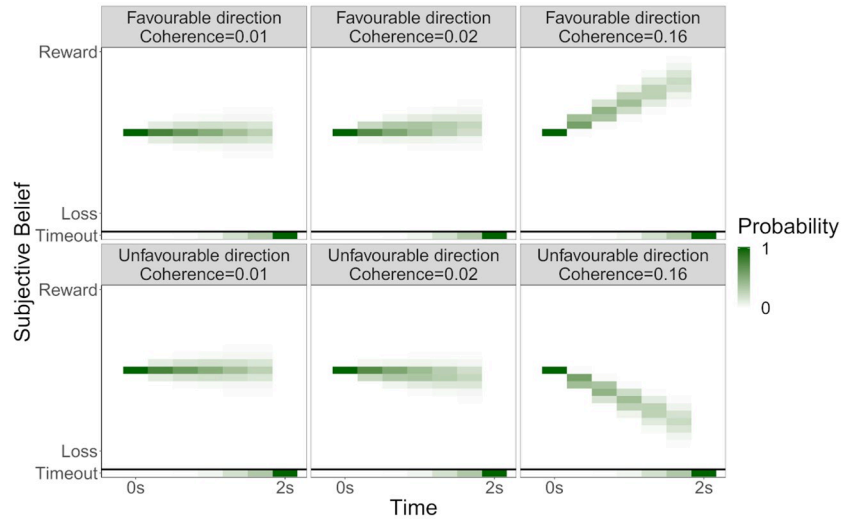 Favourable direction
Coherence=0.01
Favourable direction
Coherence=0.02
Favourable direction
Coherence=0.16
Reward
Loss
Timeout
Unfavourable direction
Coherence=0.01
Unfavourable direction
Coherence=0.02
Unfavourable direction
Coherence=0.16
Reward
Loss
Timeout
Subjective Belief
0s
2s
0s
2s
0s
2s
Time
Probability
1
0